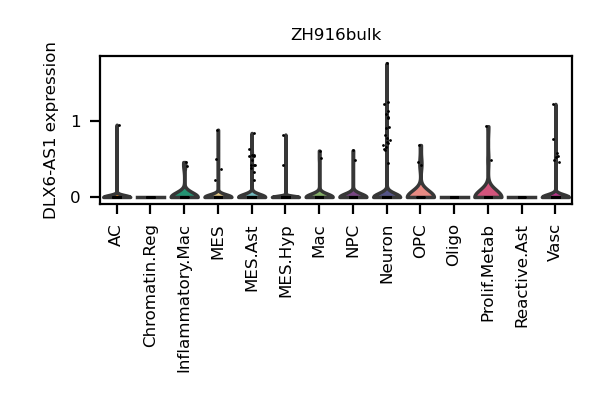 ZH916bulk
DLX6-AS1 expression
1
0
AC
Chromatin.Reg
Inflammatory.Mac
MES
MES.Ast
MES.Hyp
Mac
NPC
Neuron
OPC
Oligo
Prolif.Metab
Reactive.Ast
Vasc